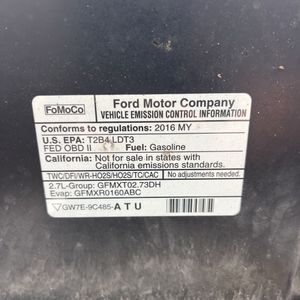 FoMoCo
Ford Motor Company
VEHICLE EMISSION CONTROL INFORMATION
Conforms to regulations: 2016 MY
U.S. EPA: T2B4 LDT3
FED OBD II Fuel: Gasoline
California: Not for sale in states with
California emissions standards.
TWC/DFI/WR-HO2S/HO2S/TC/CAC No adjustments needed.
2.7L-Group: GFMXT02.73DH
Evap: GFMXR0160ABC
GW7E-9C485-ATU